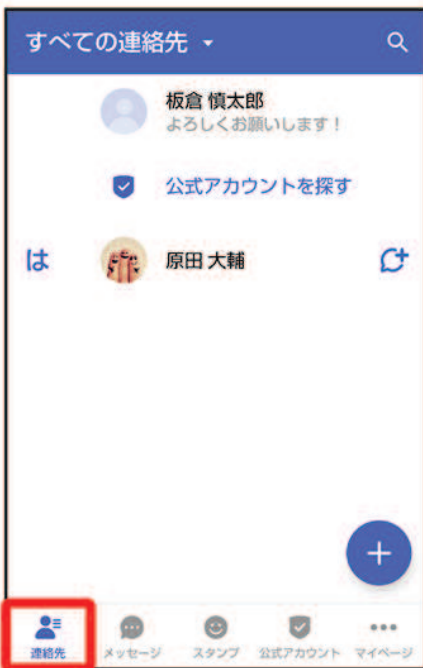 すべての連絡先
板倉 慎太郎
よろしくお願いします！
公式アカウントを探す
は 原田 大輔
連絡先 メッセージ スタンプ 公式アカウント マイページ